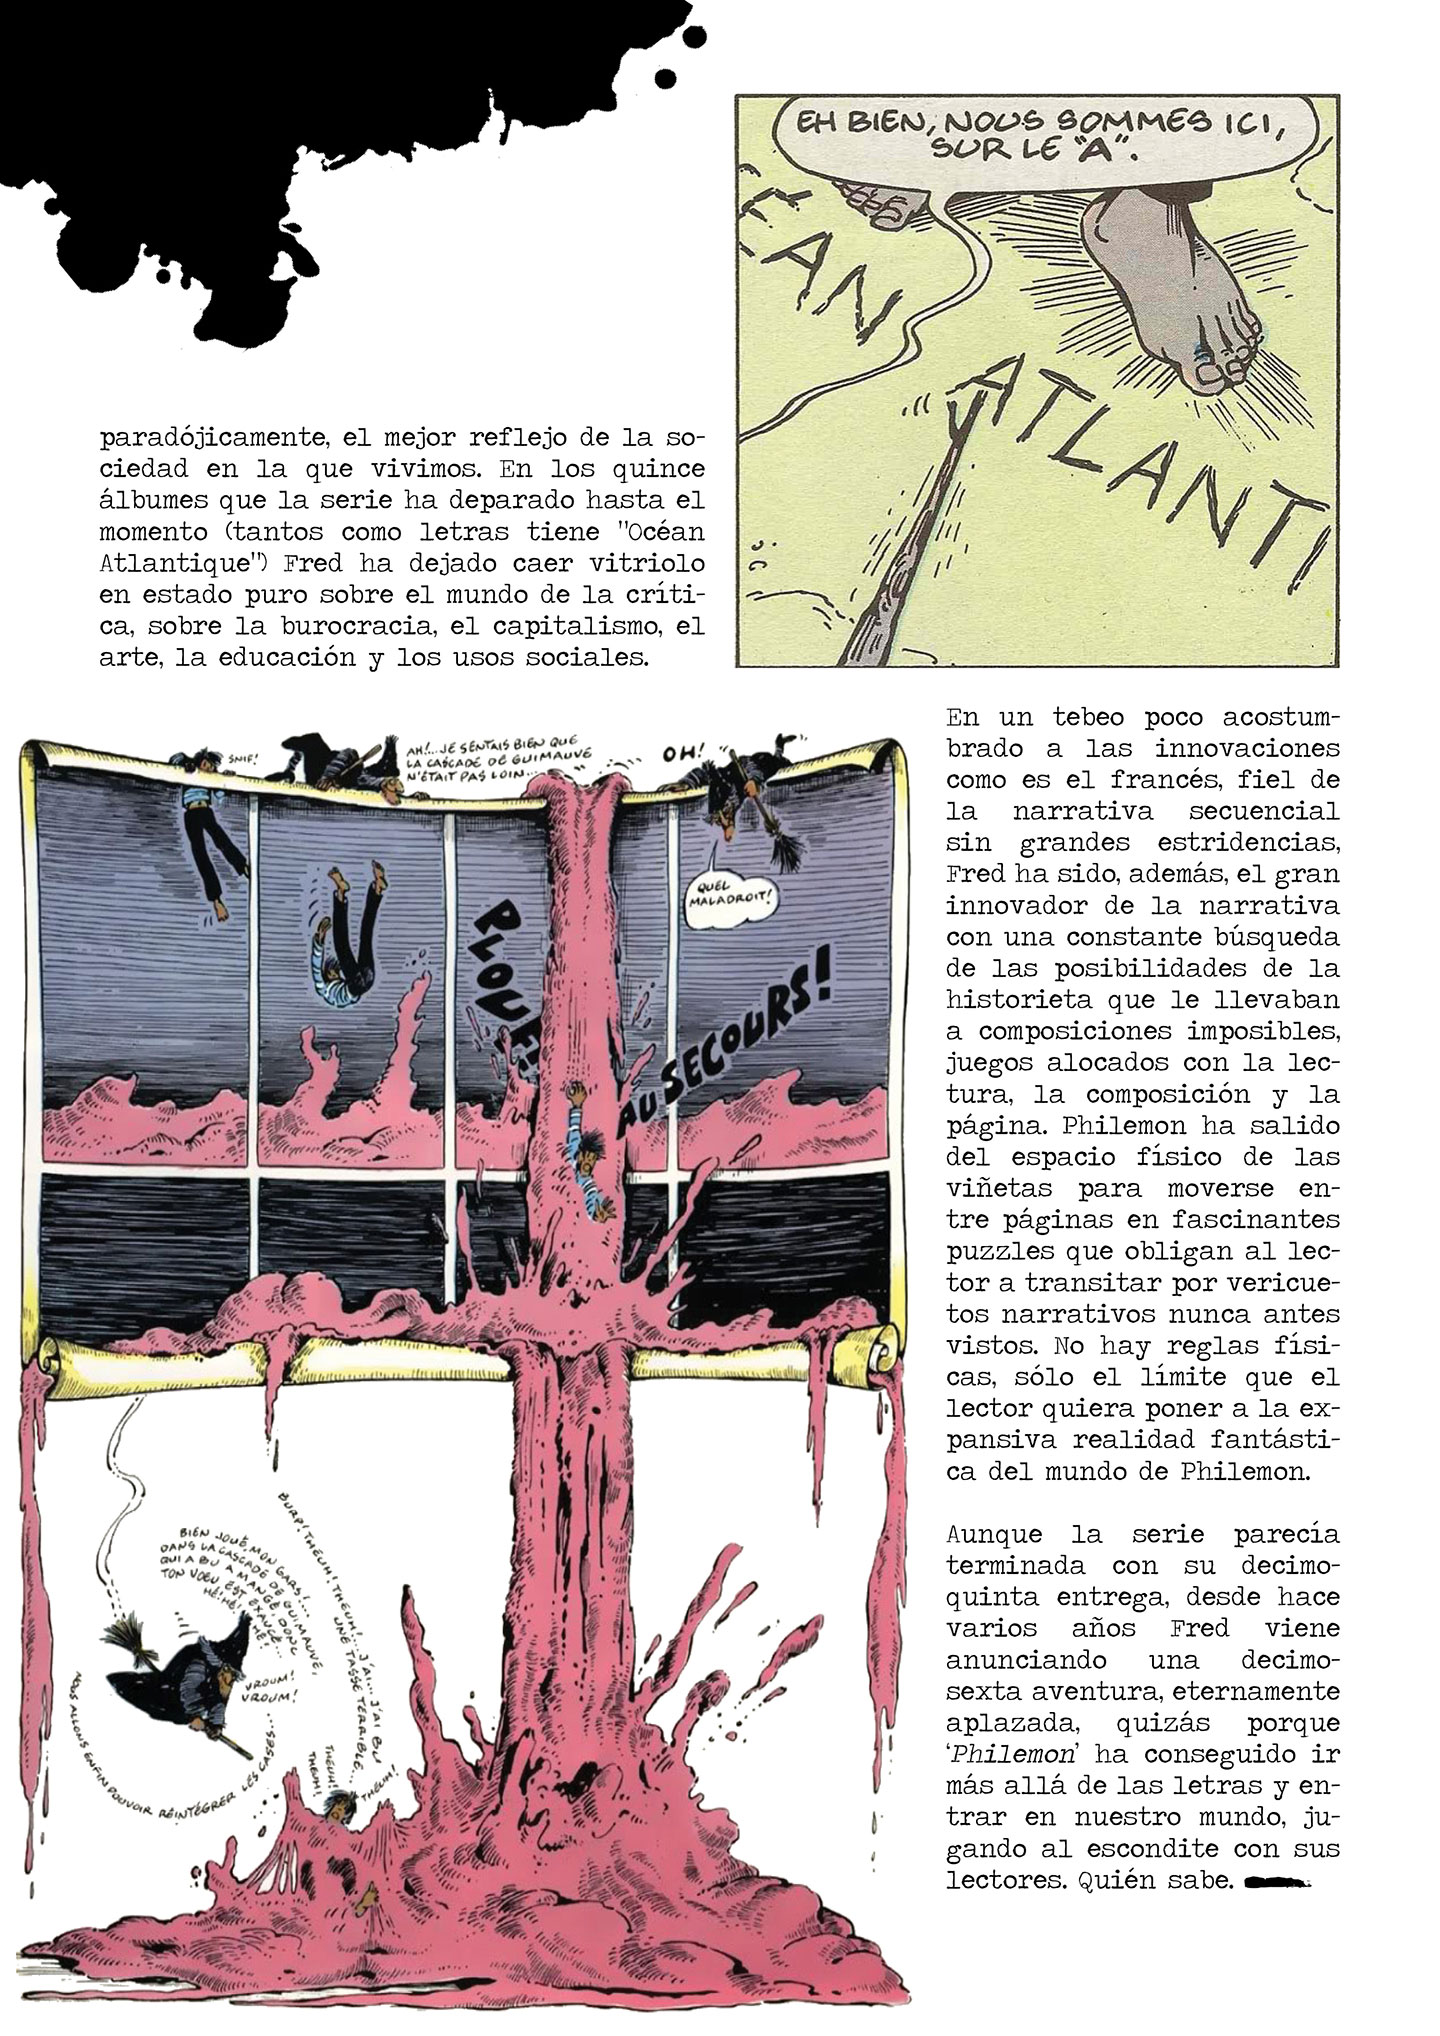 EH BIEN, NOUS SOMMES ICI,
SUR LE "A".
ÉAN
ATLANTI
paradójicamente, el mejor reflejo de la so-
ciedad en la que vivimos. En los quince
álbumes que la serie ha deparado hasta el
momento (tantos como letras tiene "Océan
Atlantique") Fred ha dejado caer vitriolo
en estado puro sobre el mundo de la críti-
ca, sobre la burocracia, el capitalismo, el
arte, la educación y los usos sociales.
SNIF!
AH!... JE SENTAIS BIEN QUE
LA CASCADE DE GUIMAUVE
N'ÉTAIT PAS LOIN...
OH!
QUEL
MALADROIT!
PLOUF!
AU SECOURS!
BURP! THEUH! THEUH!... J'AI... J'AI BU
UNE TASSE TERRIBLE...
THEUH!
BIEN JOUÉ, MON GARS!...
DANS LA CASCADE DE GUIMAUVE,
QUI A BU A MANGÉ, DONC
TON VOEU EST EXAUCÉ...
HÉ! HÉ! HÉ!
VROUM!
VROUM!
NOUS ALLONS ENFIN POUVOIR RÉINTÉGRER LES CASES...
THEUH!
THEUH!
En un tebeo poco acostum-
brado a las innovaciones
como es el francés, fiel de
la narrativa secuencial
sin grandes estridencias,
Fred ha sido, además, el gran
innovador de la narrativa
con una constante búsqueda
de las posibilidades de la
historieta que le llevaban
a composiciones imposibles,
juegos alocados con la lec-
tura, la composición y la
página. Philemon ha salido
del espacio físico de las
viñetas para moverse en-
tre páginas en fascinantes
puzzles que obligan al lec-
tor a transitar por vericue-
tos narrativos nunca antes
vistos. No hay reglas físi-
cas, sólo el límite que el
lector quiera poner a la ex-
pansiva realidad fantásti-
ca del mundo de Philemon.
Aunque la serie parecía
terminada con su decimo-
quinta entrega, desde hace
varios años Fred viene
anunciando una decimo-
sexta aventura, eternamente
aplazada, quizás porque
‘Philemon’ ha conseguido ir
más allá de las letras y en-
trar en nuestro mundo, ju-
gando al escondite con sus
lectores. Quién sabe.